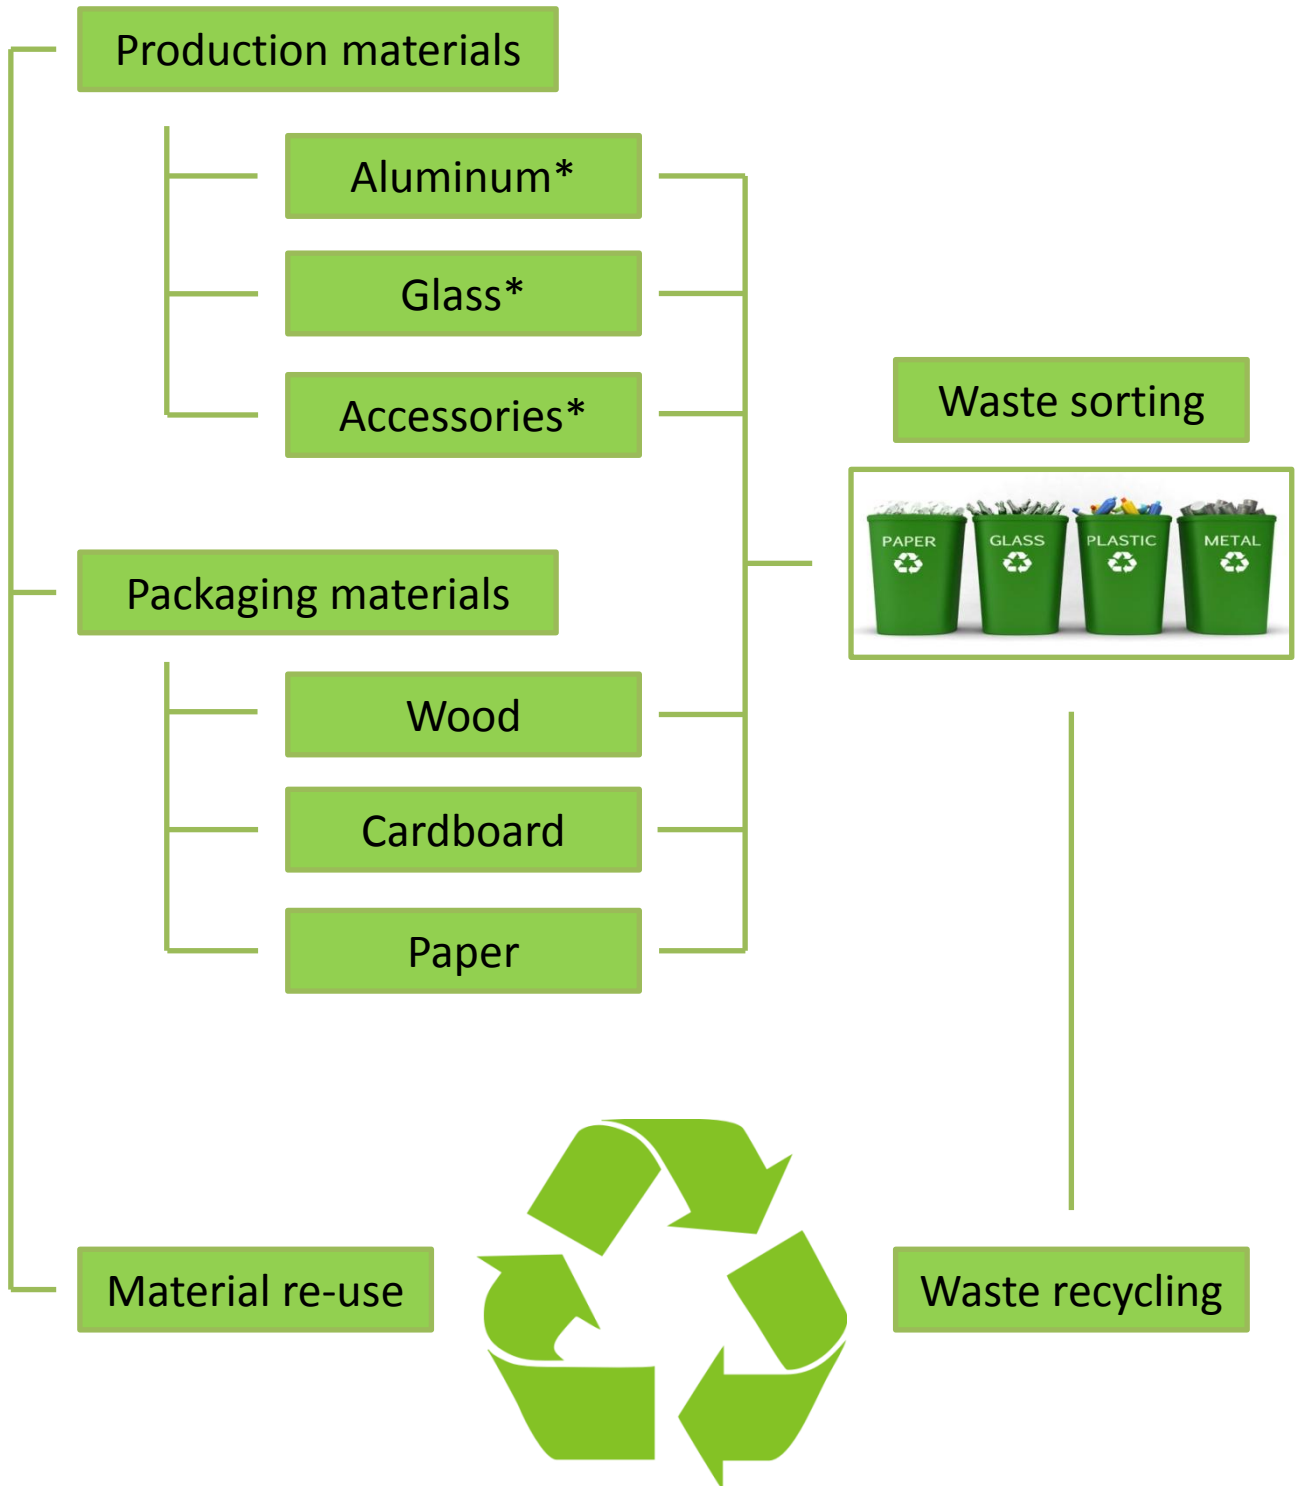 Production materials
Aluminum*
Glass*
Accessories*
Waste sorting
PAPER
GLASS
PLASTIC
METAL
Packaging materials
Wood
Cardboard
Paper
Material re-use
Waste recycling